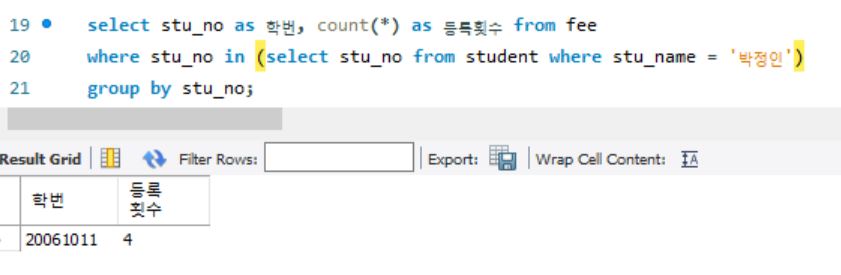 19 select stu_no as 학번, count(*) as 등록횟수 from fee
20 where stu_no in (select stu_no from student where stu_name = '박정인')
21 group by stu_no;
Result Grid Filter Rows: Export: Wrap Cell Content: IA
학번 등록
횟수
20061011 4